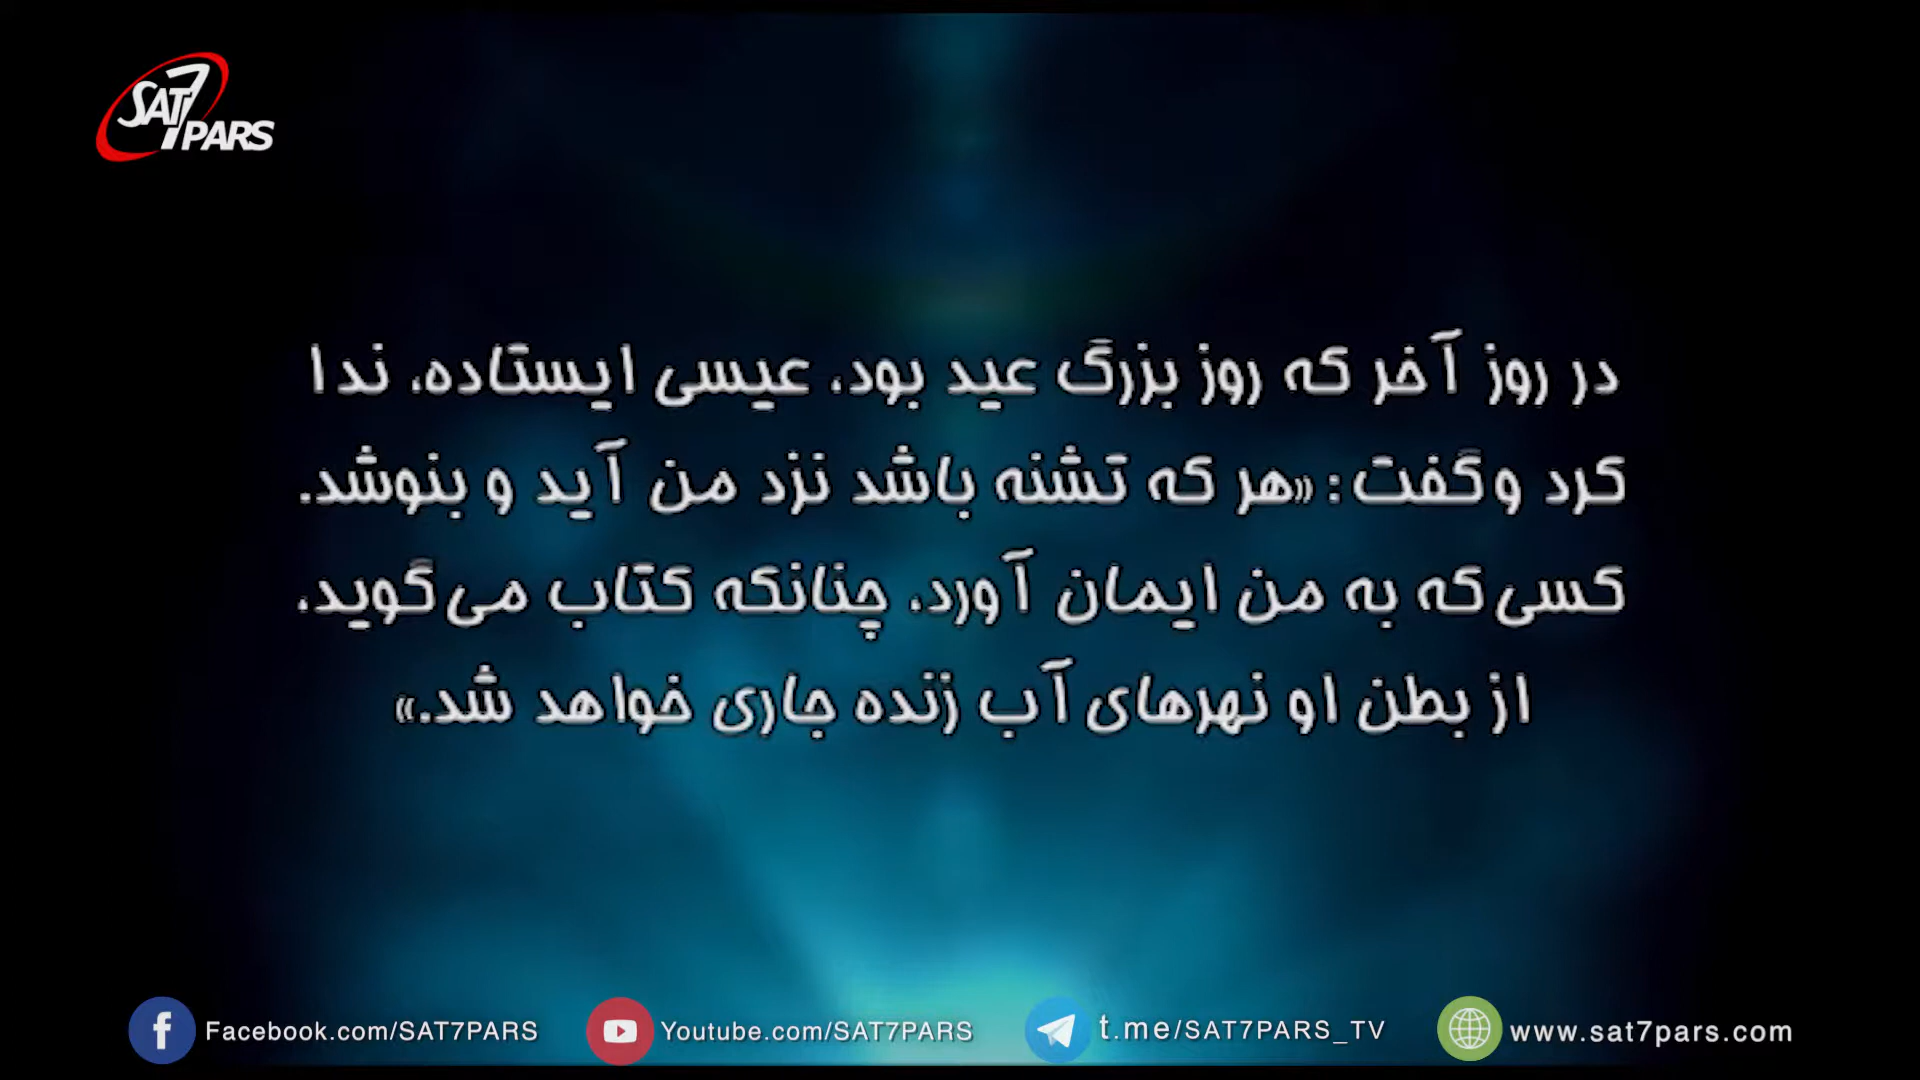 SAT7 PARS
در روز آخر که روز بزرگ عید بود، عیسی ایستاده، ندا
کرد و گفت: «هر که تشنه باشد نزد من آید و بنوشد.
کسی که به من ایمان آورد، چنانکه کتاب می گوید،
از بطن او نهرهای آب زنده جاری خواهد شد.»
Facebook.com/SAT7PARS Youtube.com/SAT7PARS t.me/SAT7PARS_TV www.sat7pars.com